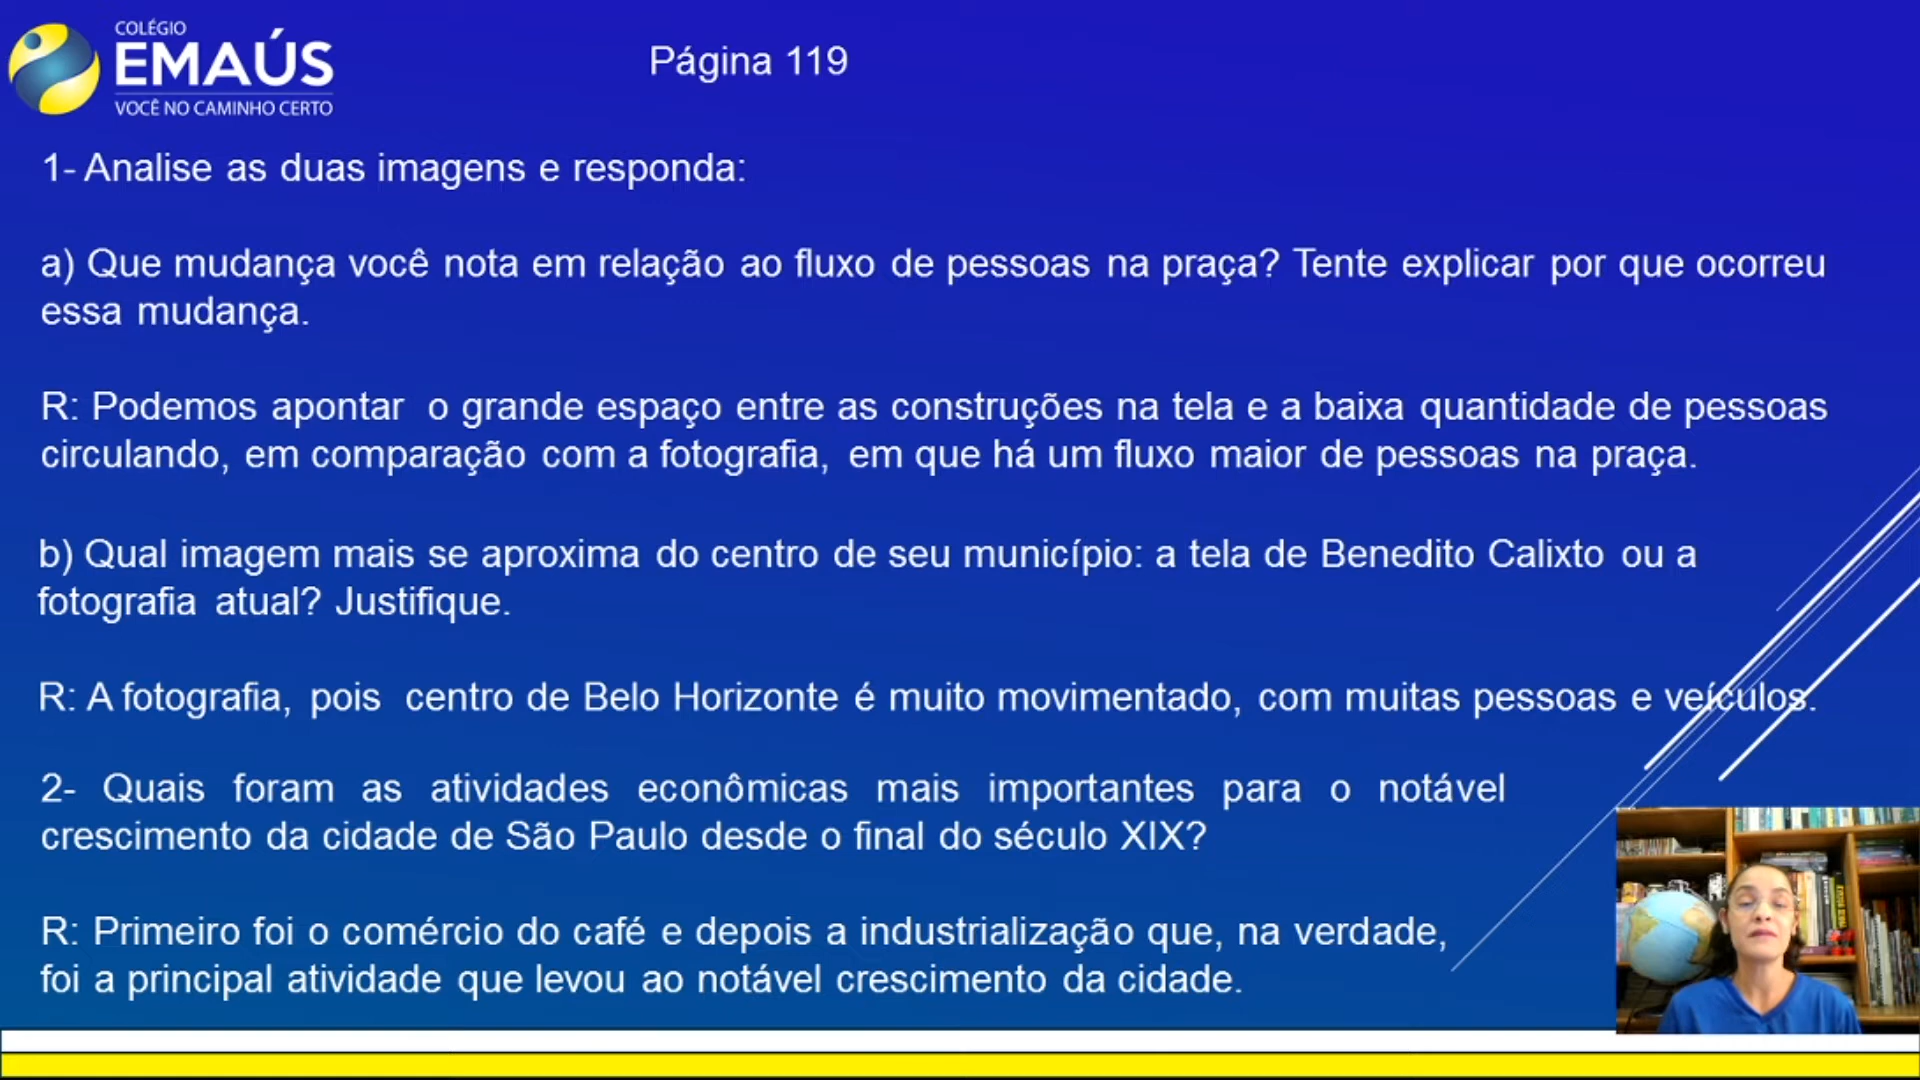 COLÉGIO
EMAÚS
VOCÊ NO CAMINHO CERTO
Página 119
1- Analise as duas imagens e responda:
a) Que mudança você nota em relação ao fluxo de pessoas na praça? Tente explicar por que ocorreu
essa mudança.
R: Podemos apontar o grande espaço entre as construções na tela e a baixa quantidade de pessoas
circulando, em comparação com a fotografia, em que há um fluxo maior de pessoas na praça.
b) Qual imagem mais se aproxima do centro de seu município: a tela de Benedito Calixto ou a
fotografia atual? Justifique.
R: A fotografia, pois centro de Belo Horizonte é muito movimentado, com muitas pessoas e veículos.
2- Quais foram as atividades econômicas mais importantes para o notável
crescimento da cidade de São Paulo desde o final do século XIX?
R: Primeiro foi o comércio do café e depois a industrialização que, na verdade,
foi a principal atividade que levou ao notável crescimento da cidade.